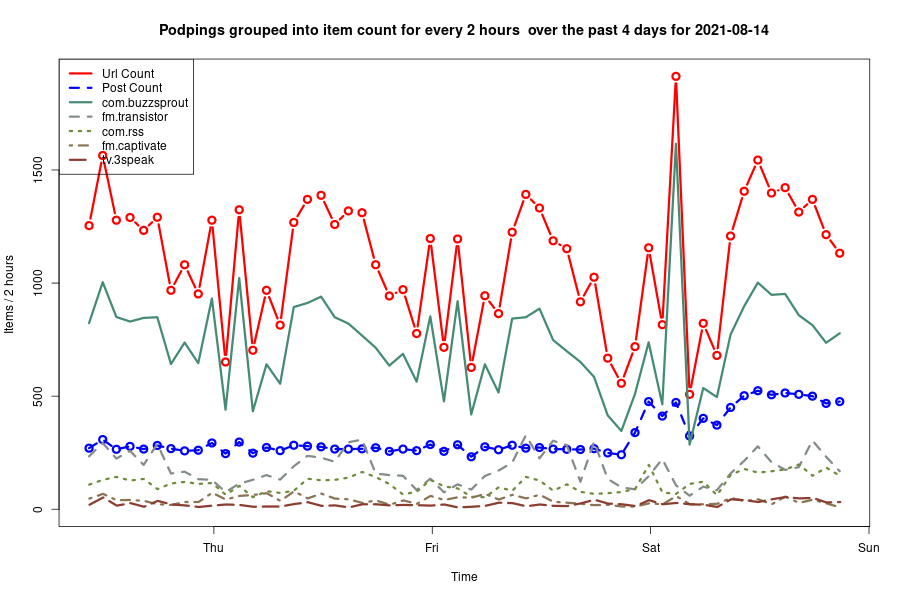 Podpings grouped into item count for every 2 hours  over the past 4 days for 2021-08-14
Url Count
Post Count
com.buzzsprout
fm.transistor
com.rss
fm.captivate
tv.3speak
Items / 2 hours
1500
1000
500
0
Thu
Fri
Sat
Sun
Time